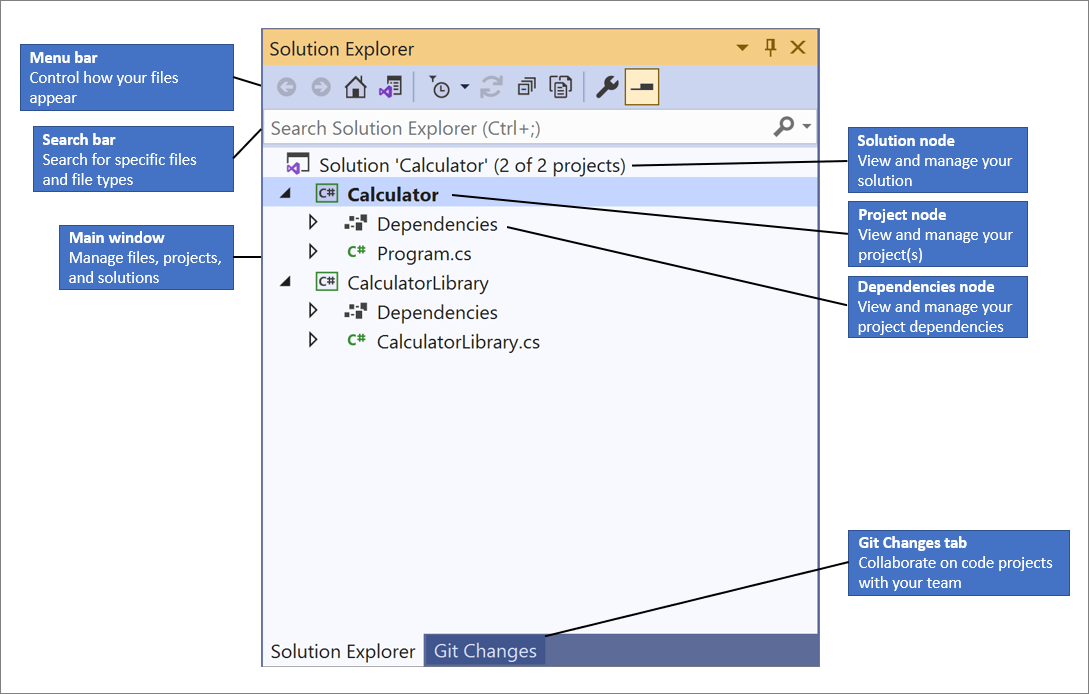 Menu bar
Control how your files
appear
Search bar
Search for specific files
and file types
Main window
Manage files, projects,
and solutions
Solution Explorer
Search Solution Explorer (Ctrl+;)
Solution 'Calculator' (2 of 2 projects)
C# Calculator
Dependencies
C# Program.cs
C# CalculatorLibrary
Dependencies
C# CalculatorLibrary.cs
Solution Explorer
Git Changes
Solution node
View and manage your
solution
Project node
View and manage your
project(s)
Dependencies node
View and manage your
project dependencies
Git Changes tab
Collaborate on code projects
with your team